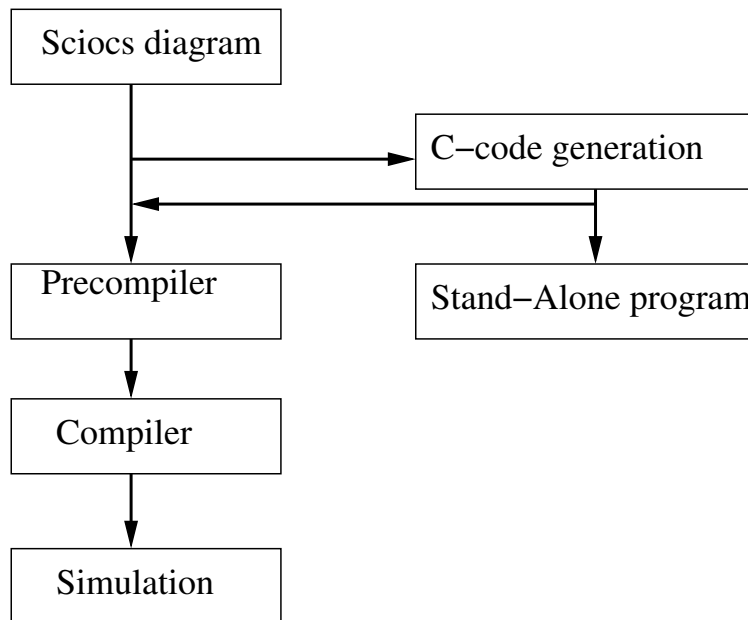 Sciocs diagram
C−code generation
Precompiler
Stand−Alone program
Compiler
Simulation